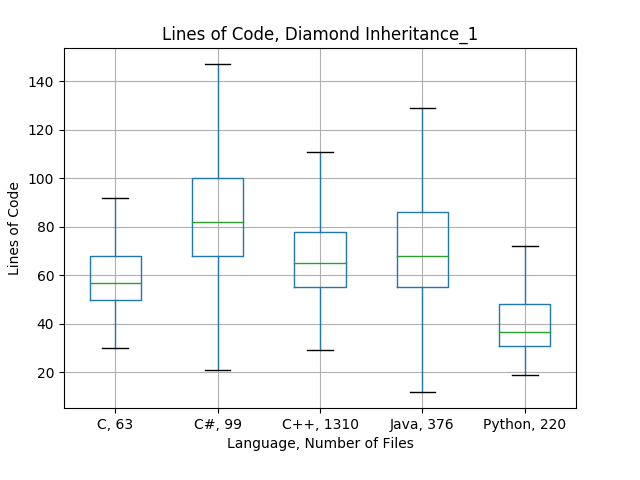 Lines of Code, Diamond Inheritance_1
140
120
100
80
60
40
20
Lines of Code
C, 63 C#, 99 C++, 1310 Java, 376 Python, 220
Language, Number of Files